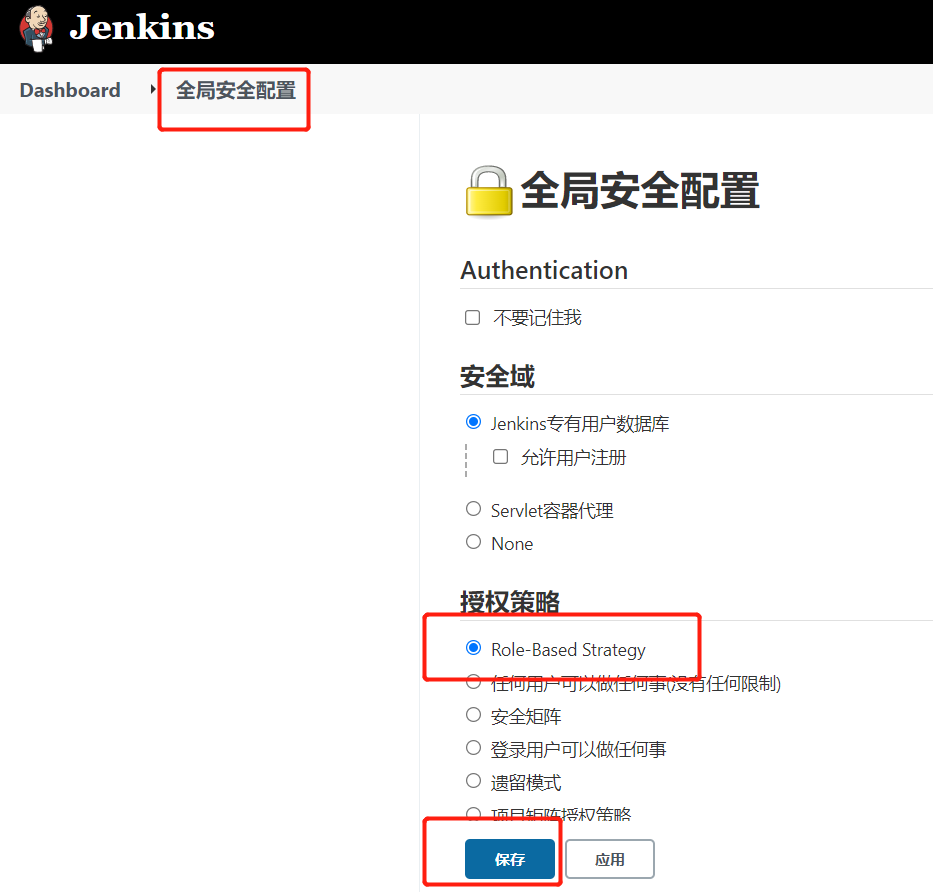 Jenkins
Dashboard 全局安全配置
全局安全配置
Authentication
不要记住我
安全域
Jenkins专有用户数据库
允许用户注册
Servlet容器代理
None
授权策略
Role-Based Strategy
任何用户可以做任何事(没有任何限制)
安全矩阵
登录用户可以做任何事
遗留模式
项目矩阵授权策略
保存 应用